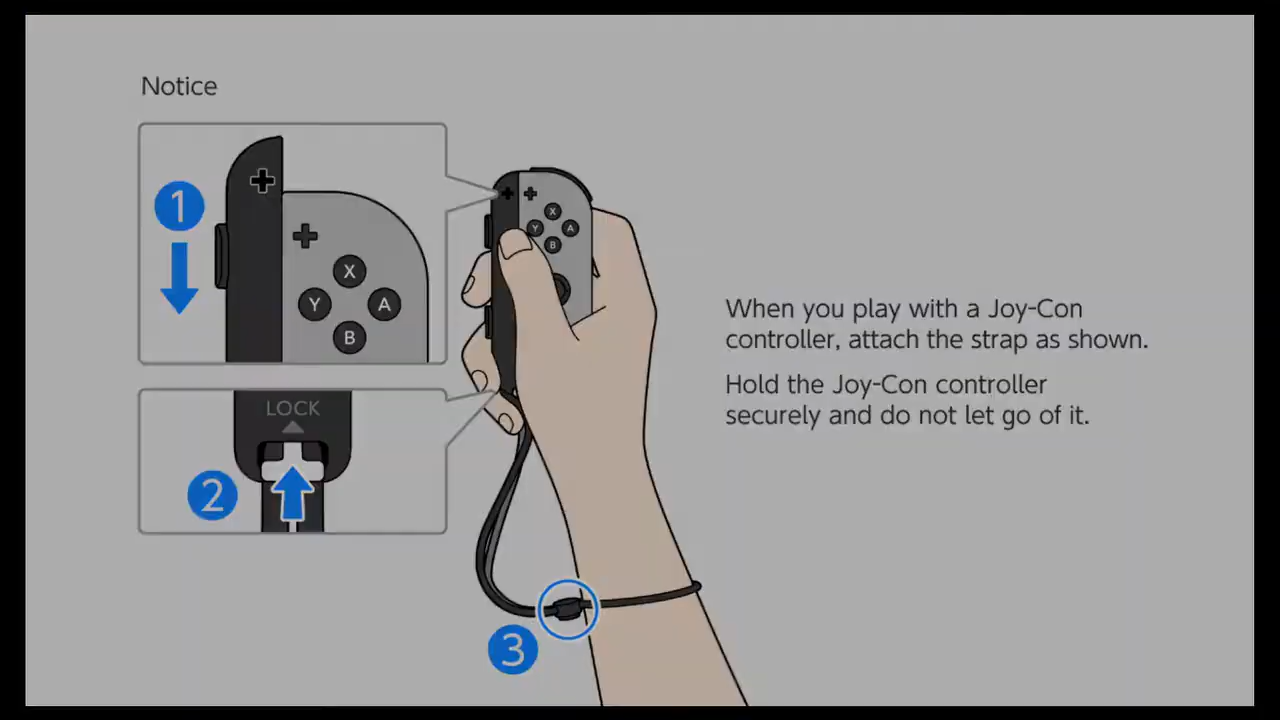 Notice
1
X
Y
A
B
X
Y
A
B
LOCK
2
When you play with a Joy-Con
controller, attach the strap as shown.
Hold the Joy-Con controller
securely and do not let go of it.
3